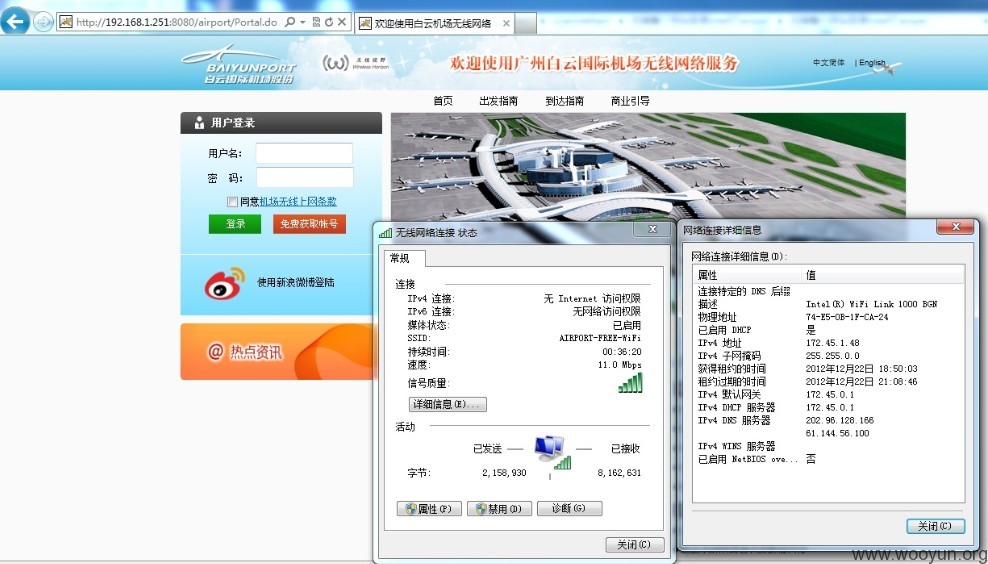 http://192.168.1.251:8080/airport/Portal.do
欢迎使用白云机场无线网络
BAIYUNPORT
白云国际机场股份
天线视野
Wireless Horizon
欢迎使用广州白云国际机场无线网络服务
中文简体 | English
首页 出发指南 到达指南 商业引导
用户登录
用户名:
密 码:
同意机场无线上网条款
登录 免费获取帐号
使用新浪微博登陆
@ 热点资讯
无线网络连接 状态
常规
连接
IPv4 连接: 无 Internet 访问权限
IPv6 连接: 无网络访问权限
媒体状态: 已启用
SSID: AIRPORT-FREE-WiFi
持续时间: 00:36:20
速度: 11.0 Mbps
信号质量:
详细信息(E)...
活动
已发送 已接收
字节: 2,158,930 8,162,631
属性(P) 禁用(D) 诊断(G)
关闭(C)
网络连接详细信息
网络连接详细信息(D):
属性 值
连接特定的 DNS 后缀
描述 Intel(R) WiFi Link 1000 BGN
物理地址 74-E5-0B-1F-CA-24
已启用 DHCP 是
IPv4 地址 172.45.1.48
IPv4 子网掩码 255.255.0.0
获得租约的时间 2012年12月22日 18:50:03
租约过期的时间 2012年12月22日 21:08:46
IPv4 默认网关 172.45.0.1
IPv4 DHCP 服务器 172.45.0.1
IPv4 DNS 服务器 202.96.128.166
61.144.56.100
IPv4 WINS 服务器
已启用 NetBIOS ove... 否
关闭(C)
www.wooyun.org